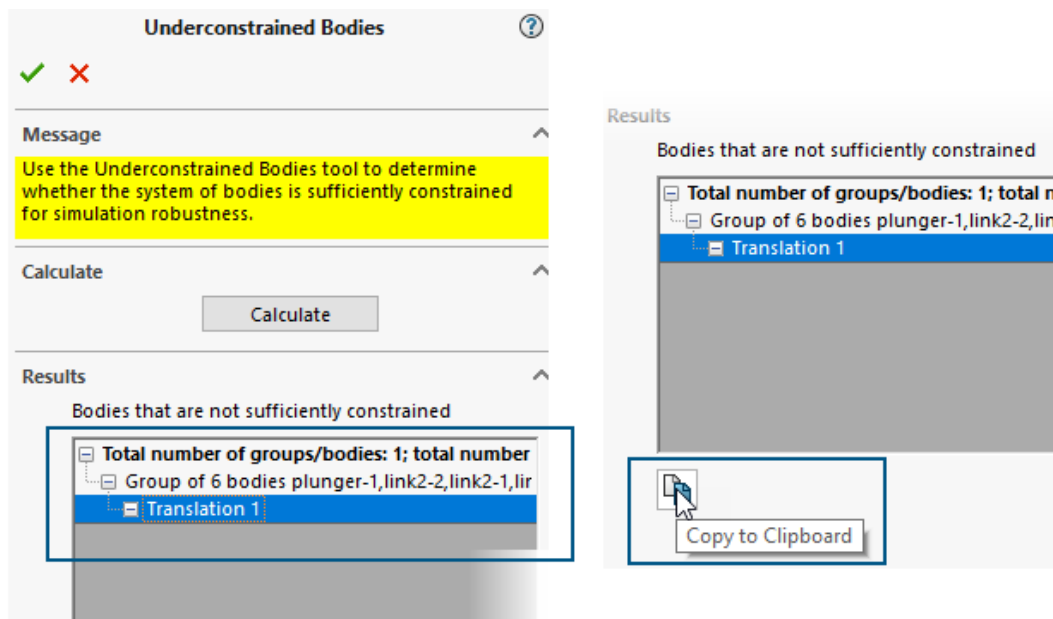 Underconstrained Bodies
?
Message
Use the Underconstrained Bodies tool to determine
whether the system of bodies is sufficiently constrained
for simulation robustness.
Calculate
Calculate
Results
Bodies that are not sufficiently constrained
Total number of groups/bodies: 1; total number
Group of 6 bodies plunger-1,link2-2,link2-1,lir
Translation 1
Results
Bodies that are not sufficiently constrained
Total number of groups/bodies: 1; total n
Group of 6 bodies plunger-1,link2-2,lin
Translation 1
Copy to Clipboard